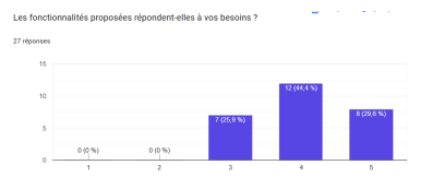 Les fonctionnalités proposées répondent-elles à vos besoins ?
27 réponses
15
10
5
0
0 (0 %)
0 (0 %)
7 (25,9 %)
12 (44,4 %)
8 (29,6 %)
1 2 3 4 5